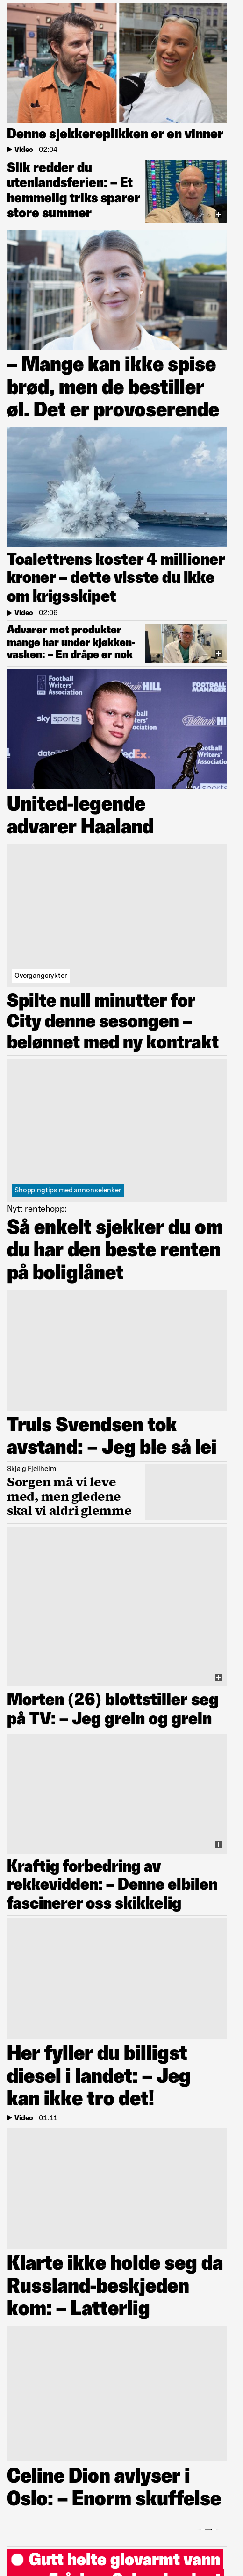 Denne sjekkereplikken er en vinner
Video | 02:04
Slik redder du
utenlandsferien: – Et
hemmelig triks sparer
store summer
– Mange kan ikke spise
brød, men de bestiller
øl. Det er provoserende
Toalettrens koster 4 millioner
kroner – dette visste du ikke
om krigsskipet
Video | 02:06
Advarer mot produkter
mange har under kjøkken-
vasken: – En dråpe er nok
Football
Writers'
Association
sky sports
FedEx
William HILL
FOOTBALL
MANAGER
United-legende
advarer Haaland
Overgangsrykter
Spilte null minutter for
City denne sesongen –
belønnet med ny kontrakt
Shoppingtips med annonselenker
Nytt rentehopp:
Så enkelt sjekker du om
du har den beste renten
på boliglånet
Truls Svendsen tok
avstand: – Jeg ble så lei
Skjalg Fjellheim
Sorgen må vi leve
med, men gledene
skal vi aldri glemme
Morten (26) blottstiller seg
på TV: – Jeg grein og grein
Kraftig forbedring av
rekkevidden: – Denne elbilen
fascinerer oss skikkelig
Her fyller du billigst
diesel i landet: – Jeg
kan ikke tro det!
Video | 01:11
Klarte ikke holde seg da
Russland-beskjeden
kom: – Latterlig
Celine Dion avlyser i
Oslo: – Enorm skuffelse
Gutt helte glovarmt vann